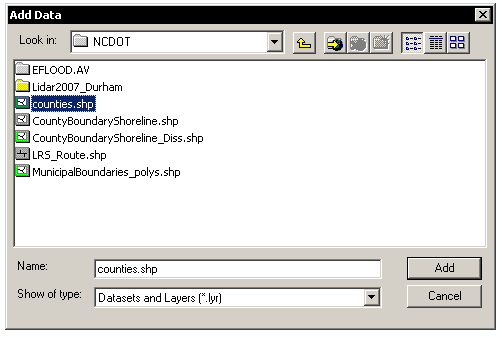 Add Data
Look in: NCDOT
EFLOOD.AV
Lidar2007_Durham
counties.shp
CountyBoundaryShoreline.shp
CountyBoundaryShoreline_Diss.shp
LRS_Route.shp
MunicipalBoundaries_polys.shp
Name: counties.shp Add
Show of type: Datasets and Layers (*.lyr) Cancel